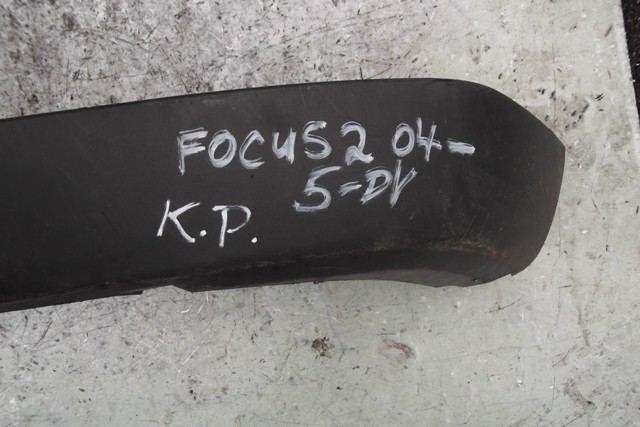 FOCUS 2 04-
5-DV
K.P.